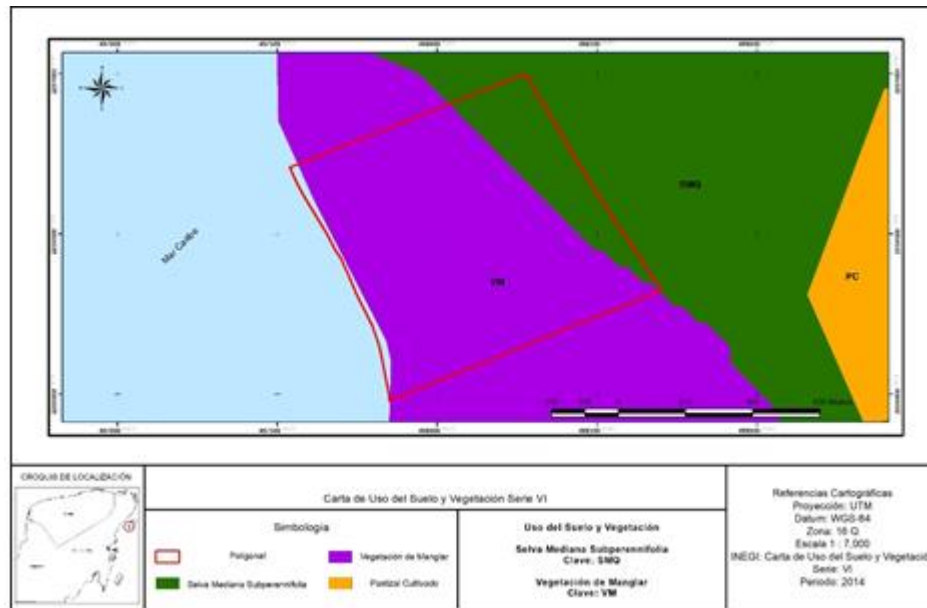 Mar Caribe
SMQ
VM
PC
CROQUIS DE LOCALIZACIÓN
Carta de Uso del Suelo y Vegetación Serie VI
Simbología
Poligonal
Vegetación de Manglar
Selva Mediana Subperennifolia
Pastizal Cultivado
Uso del Suelo y Vegetación
Selva Mediana Subperennifolia
Clave: SMQ
Vegetación de Manglar
Clave: VM
Referencias Cartográficas
Proyección: UTM
Datum: WGS-84
Zona: 16 Q
Escala 1 : 7,000
INEGI: Carta de Uso del Suelo y Vegetació
Serie: VI
Periodo: 2014